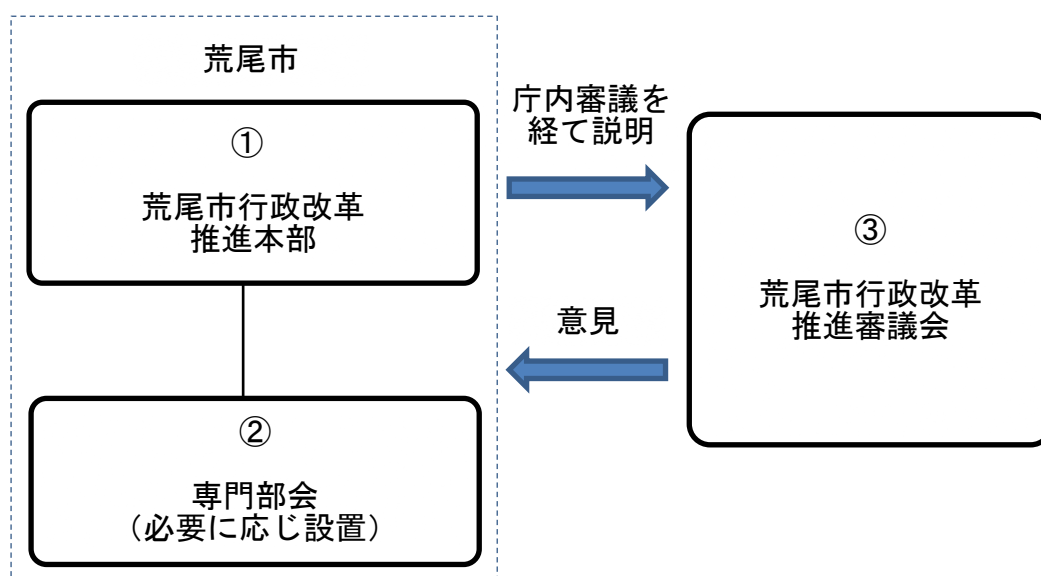 荒尾市
①
荒尾市行政改革
推進本部
②
専門部会
（必要に応じ設置）
庁内審議を
経て説明
意見
③
荒尾市行政改革
推進審議会